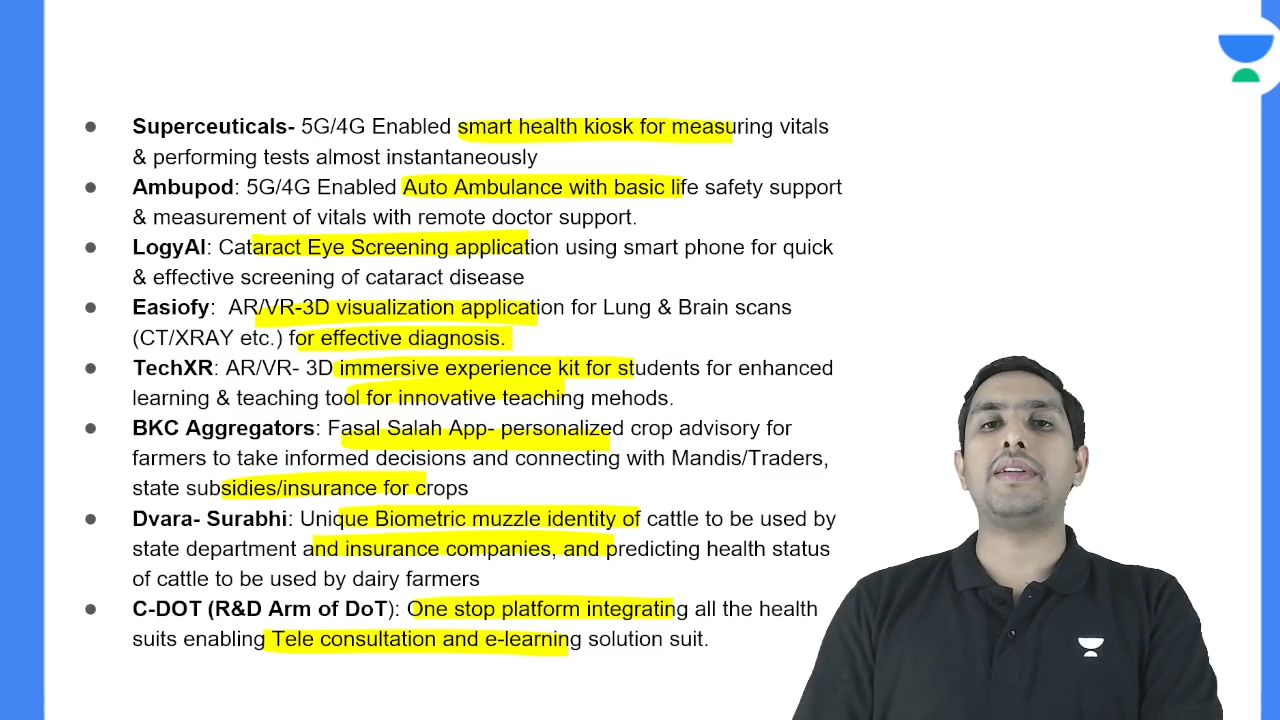 ● Superceuticals- 5G/4G Enabled smart health kiosk for measuring vitals
& performing tests almost instantaneously
● Ambupod: 5G/4G Enabled Auto Ambulance with basic life safety support
& measurement of vitals with remote doctor support.
● LogyAI: Cataract Eye Screening application using smart phone for quick
& effective screening of cataract disease
● Easiofy: AR/VR-3D visualization application for Lung & Brain scans
(CT/XRAY etc.) for effective diagnosis.
● TechXR: AR/VR- 3D immersive experience kit for students for enhanced
learning & teaching tool for innovative teaching mehods.
● BKC Aggregators: Fasal Salah App- personalized crop advisory for
farmers to take informed decisions and connecting with Mandis/Traders,
state subsidies/insurance for crops
● Dvara- Surabhi: Unique Biometric muzzle identity of cattle to be used by
state department and insurance companies, and predicting health status
of cattle to be used by dairy farmers
● C-DOT (R&D Arm of DoT): One stop platform integrating all the health
suits enabling Tele consultation and e-learning solution suit.